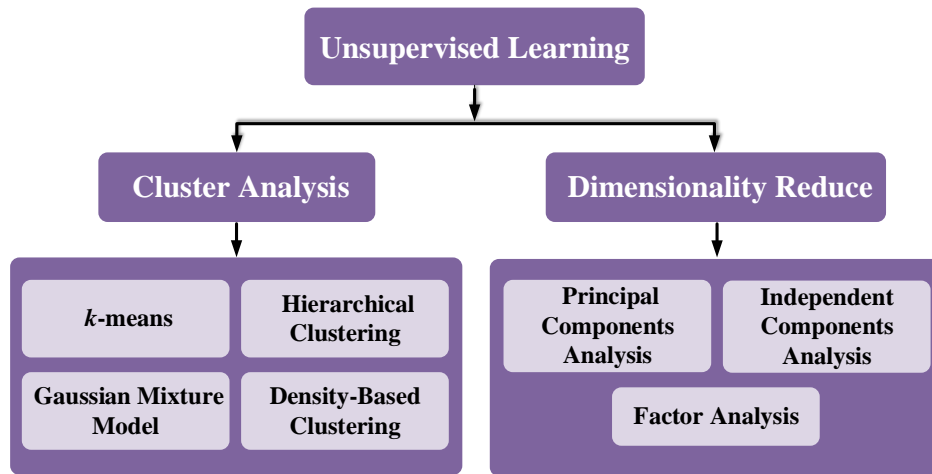 Unsupervised Learning
Cluster Analysis
Dimensionality Reduce
k-means
Hierarchical
Clustering
Gaussian Mixture
Model
Density-Based
Clustering
Principal
Components
Analysis
Independent
Components
Analysis
Factor Analysis